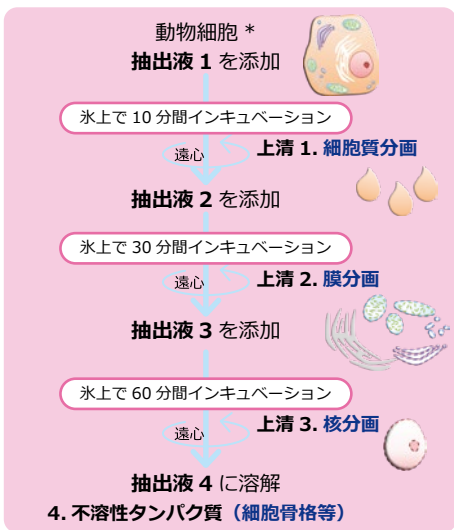 動物細胞 *
抽出液 1 を添加
氷上で 10 分間インキュベーション
遠心
上清 1. 細胞質分画
抽出液 2 を添加
氷上で 30 分間インキュベーション
遠心
上清 2. 膜分画
抽出液 3 を添加
氷上で 60 分間インキュベーション
遠心
上清 3. 核分画
抽出液 4 に溶解
4. 不溶性タンパク質（細胞骨格等）